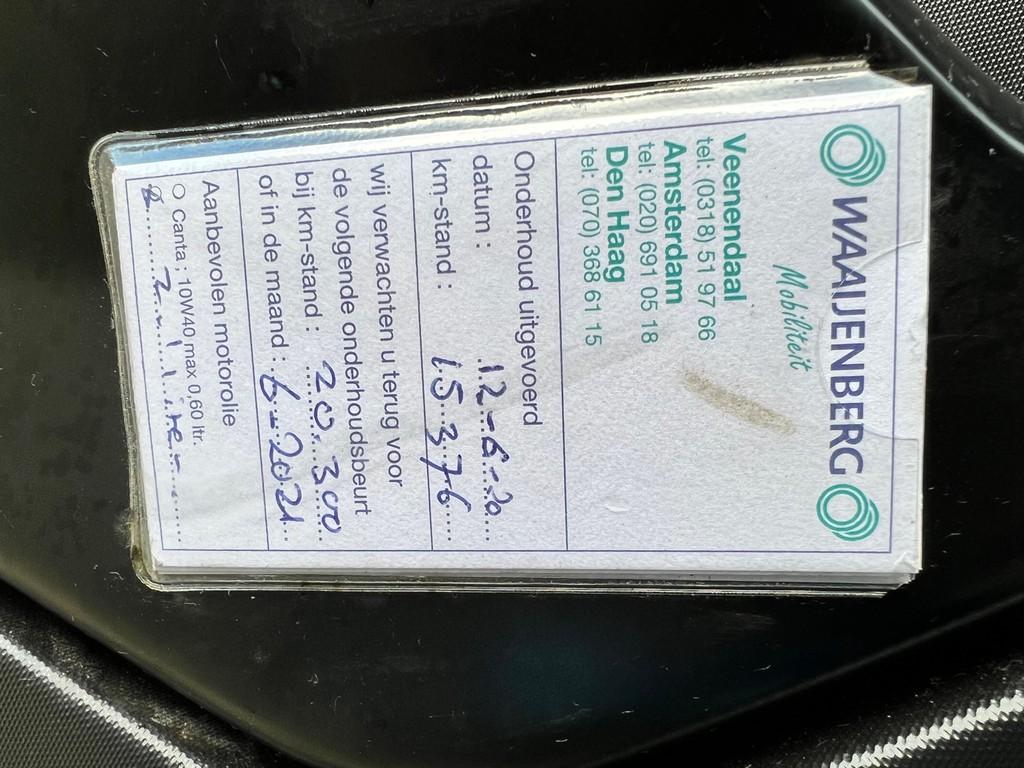 WAAIJENBERG
Mobiliteit
Veenendaal
tel: (0318) 51 97 66
Amsterdam
tel: (020) 691 05 18
Den Haag
tel: (070) 368 61 15
Onderhoud uitgevoerd
datum : 12-6-20
km-stand : 15.376
wij verwachten u terug voor
de volgende onderhoudsbeurt
bij km-stand : 20.300
of in de maand : 6-2021
Aanbevolen motorolie
O Canta ; 10W40 max 0,60 ltr.